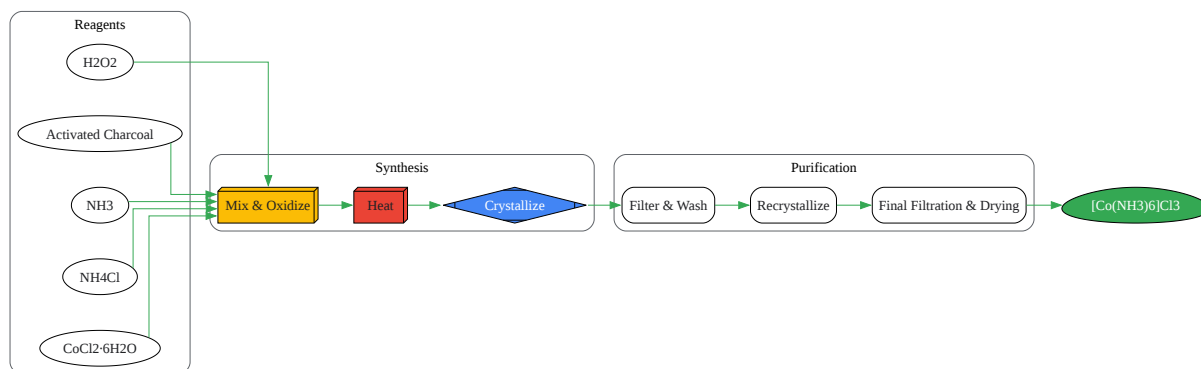 Reagents
H2O2
Activated Charcoal
NH3
NH4Cl
CoCl2·6H2O
Synthesis
Mix & Oxidize
Heat
Crystallize
Purification
Filter & Wash
Recrystallize
Final Filtration & Drying
[Co(NH3)6]Cl3